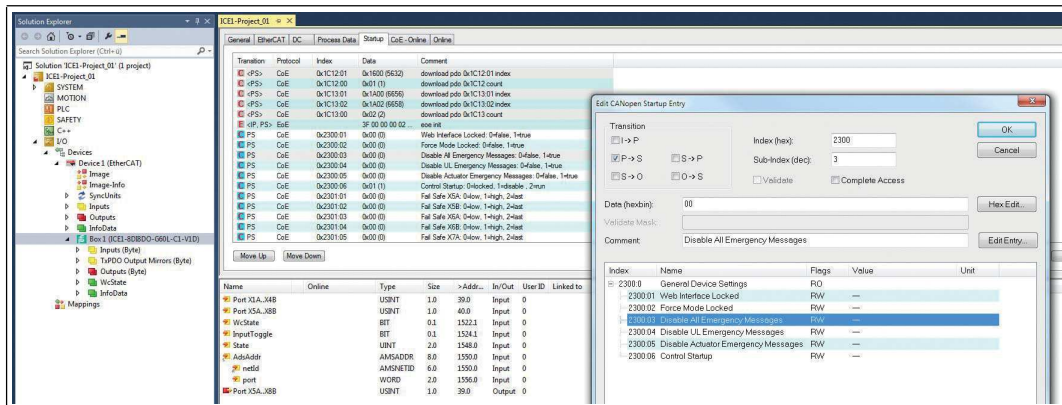 Solution Explorer
Search Solution Explorer (Ctrl+ü)
Solution 'ICE1-Project_01' (1 project)
ICE1-Project_01
SYSTEM
MOTION
PLC
SAFETY
C++
I/O
Devices
Device 1 (EtherCAT)
Image
Image-Info
SyncUnits
Inputs
Outputs
InfoData
Box 1 (ICE1-8DI8DO-G60L-C1-V1D)
Inputs (Byte)
TxPDO Output Mirrors (Byte)
Outputs (Byte)
WcState
InfoData
Mappings
ICE1-Project_01
General EtherCAT DC Process Data Startup CoE - Online Online
Transition Protocol Index Data Comment
C <PS> CoE 0x1C12:01 0x1600 (5632) download pdo 0x1C12:01 index
C <PS> CoE 0x1C12:00 0x01 (1) download pdo 0x1C12 count
C <PS> CoE 0x1C13:01 0x1A00 (6656) download pdo 0x1C13:01 index
C <PS> CoE 0x1C13:02 0x1A02 (6658) download pdo 0x1C13:02 index
C <PS> CoE 0x1C13:00 0x02 (2) download pdo 0x1C13 count
E <IP, PS> EoE 3F 00 00 00 02 ... eoe init
C PS CoE 0x2300:01 0x00 (0) Web Interface Locked: 0=false, 1=true
C PS CoE 0x2300:02 0x00 (0) Force Mode Locked: 0=false, 1=true
C PS CoE 0x2300:03 0x00 (0) Disable All Emergency Messages: 0=false, 1=true
C PS CoE 0x2300:04 0x00 (0) Disable UL Emergency Messages: 0=false, 1=true
C PS CoE 0x2300:05 0x00 (0) Disable Actuator Emergency Messages: 0=false, 1=true
C PS CoE 0x2300:06 0x01 (1) Control Startup: 0=locked, 1=disable , 2=run
C PS CoE 0x2301:01 0x00 (0) Fail Safe X5A: 0=low, 1=high, 2=last
C PS CoE 0x2301:02 0x00 (0) Fail Safe X5B: 0=low, 1=high, 2=last
C PS CoE 0x2301:03 0x00 (0) Fail Safe X6A: 0=low, 1=high, 2=last
C PS CoE 0x2301:04 0x00 (0) Fail Safe X6B: 0=low, 1=high, 2=last
C PS CoE 0x2301:05 0x00 (0) Fail Safe X7A: 0=low, 1=high, 2=last
Move Up Move Down
Name Online Type Size >Addr... In/Out User ID Linked to
Port X1A..X4B USINT 1.0 39.0 Input 0
Port X5A..X8B USINT 1.0 40.0 Input 0
WcState BIT 0.1 1522.1 Input 0
InputToggle BIT 0.1 1524.1 Input 0
State UINT 2.0 1548.0 Input 0
AdsAddr AMSADDR 8.0 1550.0 Input 0
netId AMSNETID 6.0 1550.0 Input 0
port WORD 2.0 1556.0 Input 0
Port X5A..X8B USINT 1.0 39.0 Output 0
Edit CANopen Startup Entry
Transition
I -> P
P -> S S -> P
S -> O O -> S
Index (hex): 2300
Sub-Index (dec): 3
Validate Complete Access
OK
Cancel
Data (hexbin): 00 Hex Edit...
Validate Mask:
Comment: Disable All Emergency Messages Edit Entry...
Index Name Flags Value Unit
2300:0 General Device Settings RO
2300:01 Web Interface Locked RW —
2300:02 Force Mode Locked RW —
2300:03 Disable All Emergency Messages RW —
2300:04 Disable UL Emergency Messages RW —
2300:05 Disable Actuator Emergency Messages RW —
2300:06 Control Startup RW —